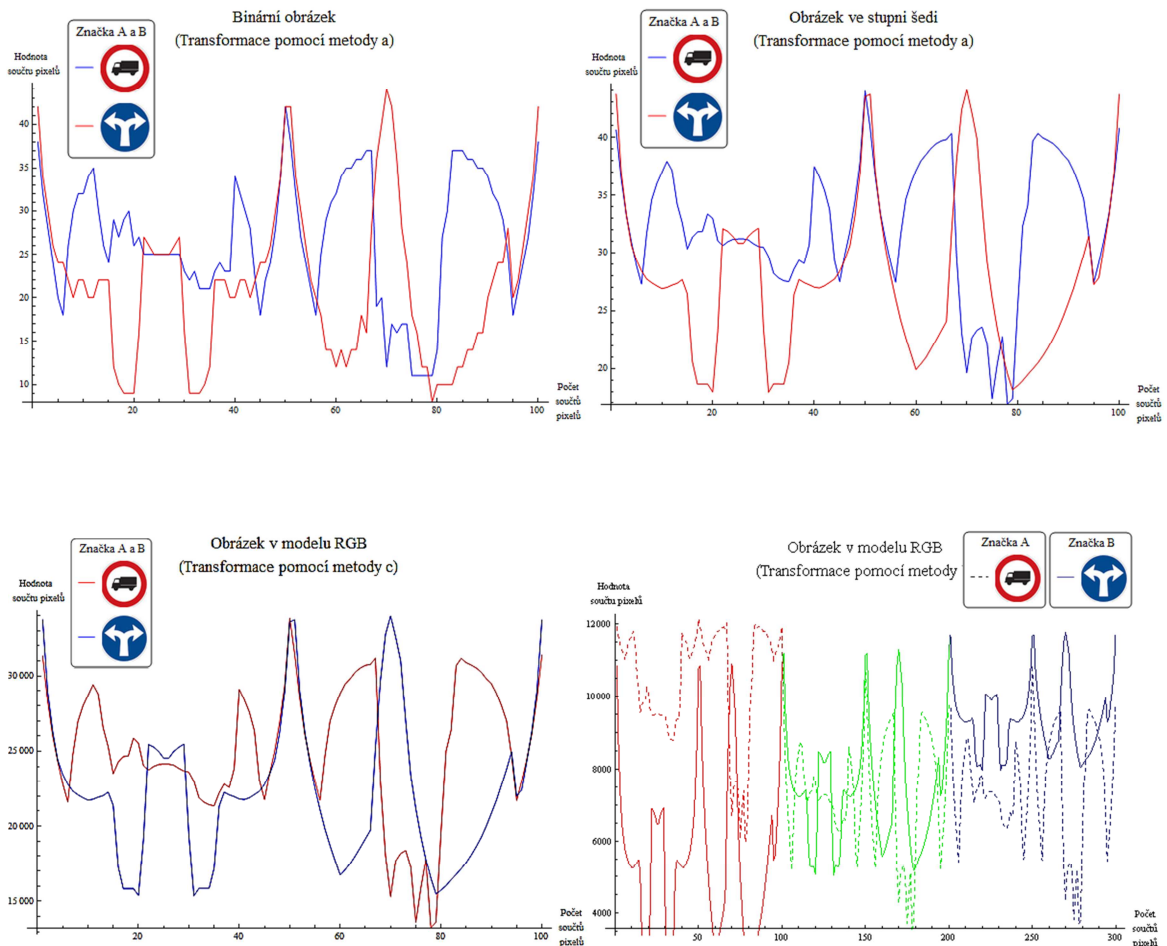 Binární obrázek
(Transformace pomocí metody a)
Značka A a B
Hodnota
součtu pixelů
40
35
30
25
20
15
10
20
40
60
80
100
Počet
součtů
pixelů
Obrázek ve stupni šedi
(Transformace pomocí metody a)
Značka A a B
Hodnota
součtu pixelů
40
35
30
25
20
20
40
60
80
100
Počet
součtů
pixelů
Obrázek v modelu RGB
(Transformace pomocí metody c)
Značka A a B
Hodnota
součtu pixelů
30 000
25 000
20 000
15 000
20
40
60
80
100
Počet
součtů
pixelů
Obrázek v modelu RGB
(Transformace pomocí metody
Značka A
Značka B
Hodnota
součtu pixelů
12000
10000
8000
6000
4000
50
100
150
200
250
300
Počet
součtů
pixelů